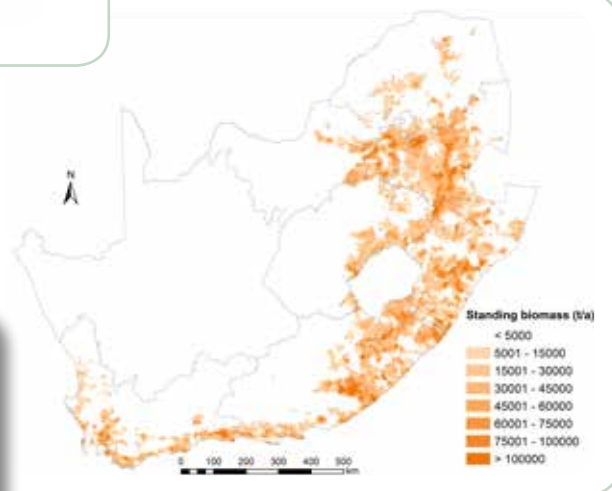 N
Standing biomass (t/a)
< 5000
5001 - 15000
15001 - 30000
30001 - 45000
45001 - 60000
60001 - 75000
75001 - 100000
> 100000
0 100 200 300 400 500
km